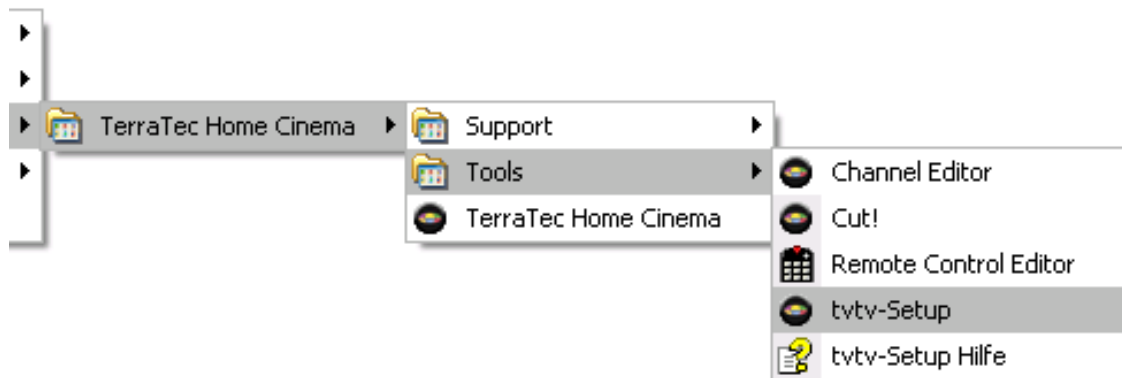 TerraTec Home Cinema
Support
Tools
TerraTec Home Cinema
Channel Editor
Cut!
Remote Control Editor
tvtv-Setup
tvtv-Setup Hilfe